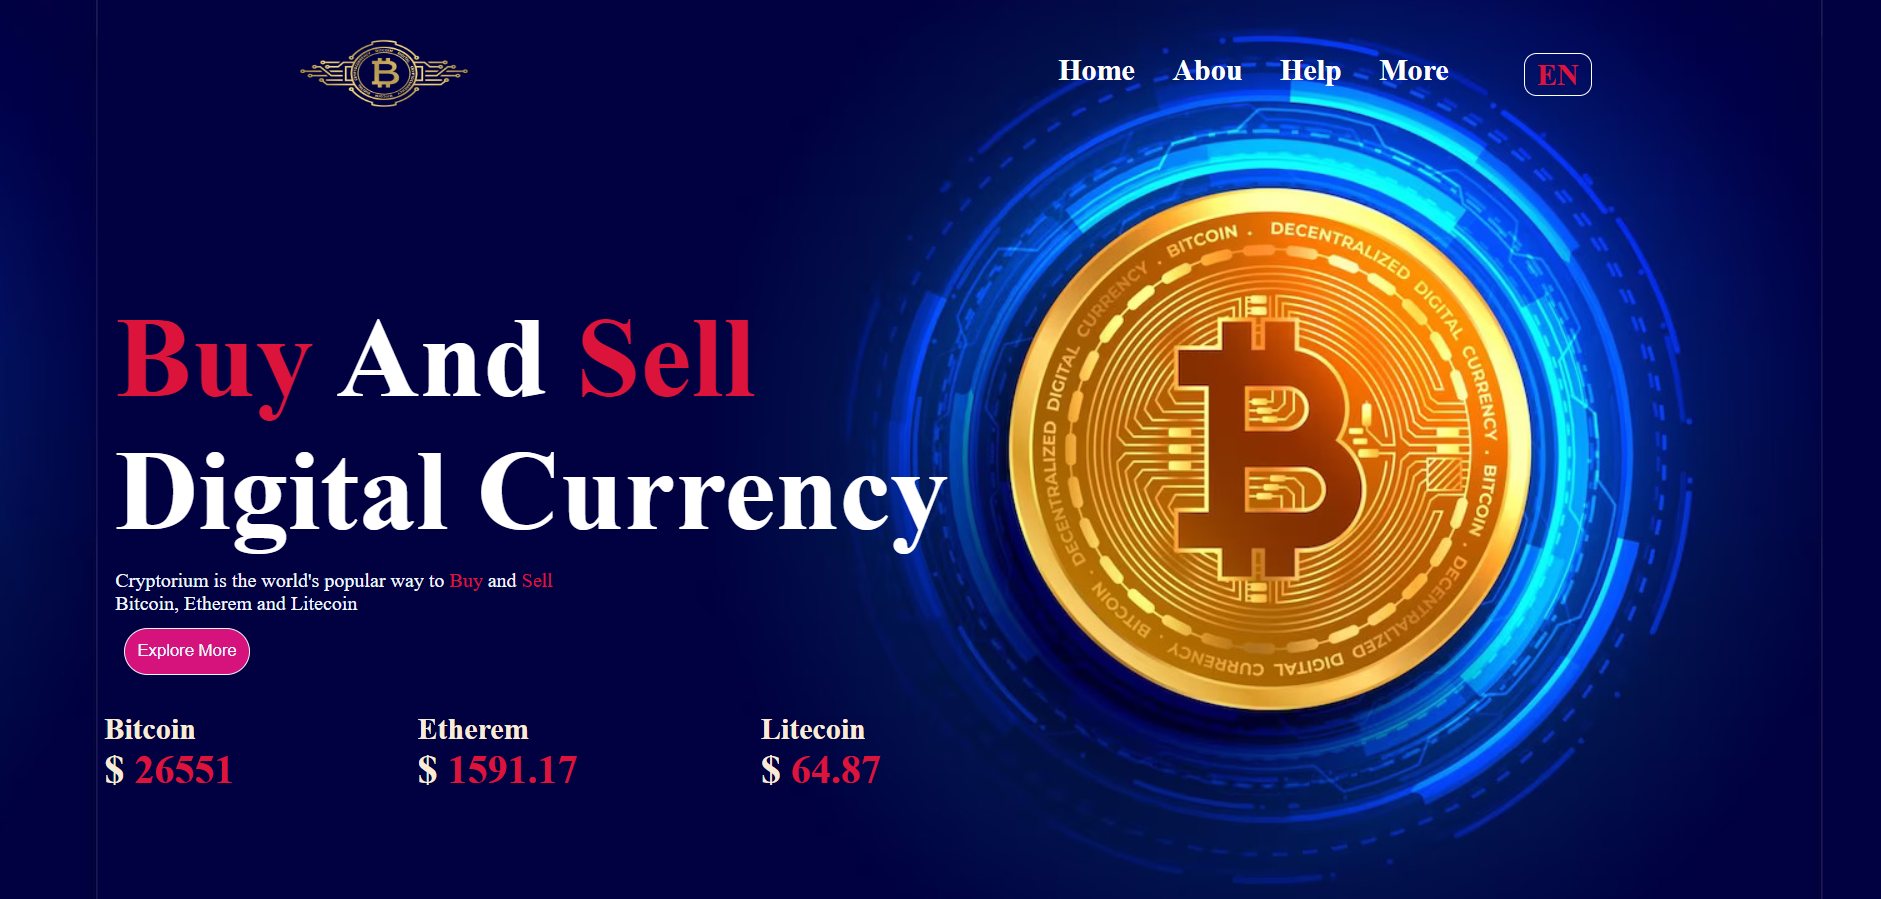 Home Abou Help More EN
Buy And Sell
Digital Currency
Cryptorium is the world's popular way to Buy and Sell
Bitcoin, Etherem and Litecoin
Explore More
Bitcoin Etherem Litecoin
$ 26551 $ 1591.17 $ 64.87
BITCOIN · DECENTRALIZED DIGITAL CURRENCY · BITCOIN · DECENTRALIZED DIGITAL CURRENCY · BITCOIN · DECENTRALIZED DIGITAL CURRENCY ·